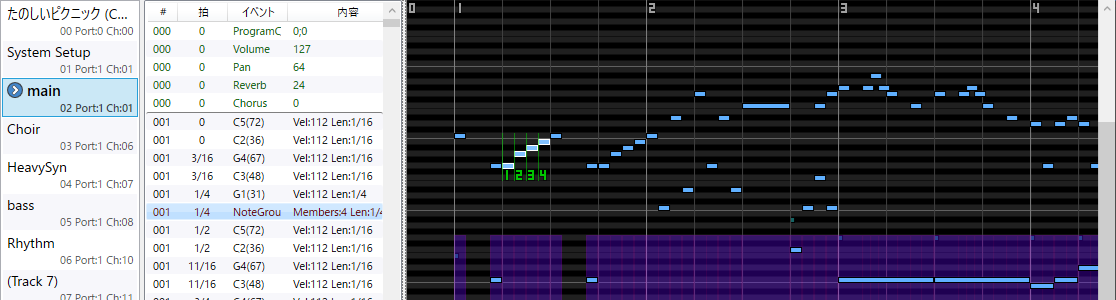 たのしいピクニック (C...
00 Port:0 Ch:00
System Setup
01 Port:1 Ch:01
main
02 Port:1 Ch:01
Choir
03 Port:1 Ch:06
HeavySyn
04 Port:1 Ch:07
bass
05 Port:1 Ch:08
Rhythm
06 Port:1 Ch:10
(Track 7)
07 Port:1 Ch:11
# 拍 イベント 内容
000 0 ProgramC 0;0
000 0 Volume 127
000 0 Pan 64
000 0 Reverb 24
000 0 Chorus 0
001 0 C5(72) Vel:112 Len:1/16
001 0 C2(36) Vel:112 Len:1/16
001 3/16 G4(67) Vel:112 Len:1/16
001 3/16 C3(48) Vel:112 Len:1/16
001 1/4 G1(31) Vel:112 Len:1/4
001 1/4 NoteGrou Members:4 Len:1/4
001 1/2 C5(72) Vel:112 Len:1/16
001 1/2 C2(36) Vel:112 Len:1/16
001 11/16 G4(67) Vel:112 Len:1/16
001 11/16 C3(48) Vel:112 Len:1/16
0 1 2 3 4
1 2 3 4